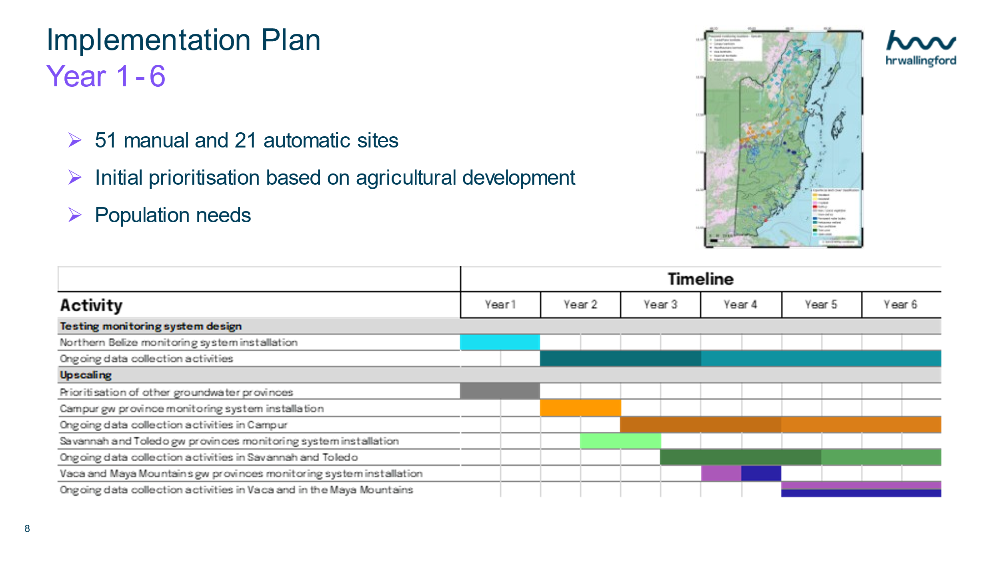 Implementation Plan
Year 1 - 6
hrwallingford
51 manual and 21 automatic sites
Initial prioritisation based on agricultural development
Population needs
Timeline
Activity
Year 1
Year 2
Year 3
Year 4
Year 5
Year 6
Testing monitoring system design
Northern Belize monitoring system installation
Ongoing data collection activities
Upscaling
Prioritisation of other groundwater provinces
Campur gw province monitoring system installation
Ongoing data collection activities in Campur
Savannah and Toledo gw provinces monitoring system installation
Ongoing data collection activities in Savannah and Toledo
Vaca and Maya Mountains gw provinces monitoring system installation
Ongoing data collection activities in Vaca and in the Maya Mountains
8